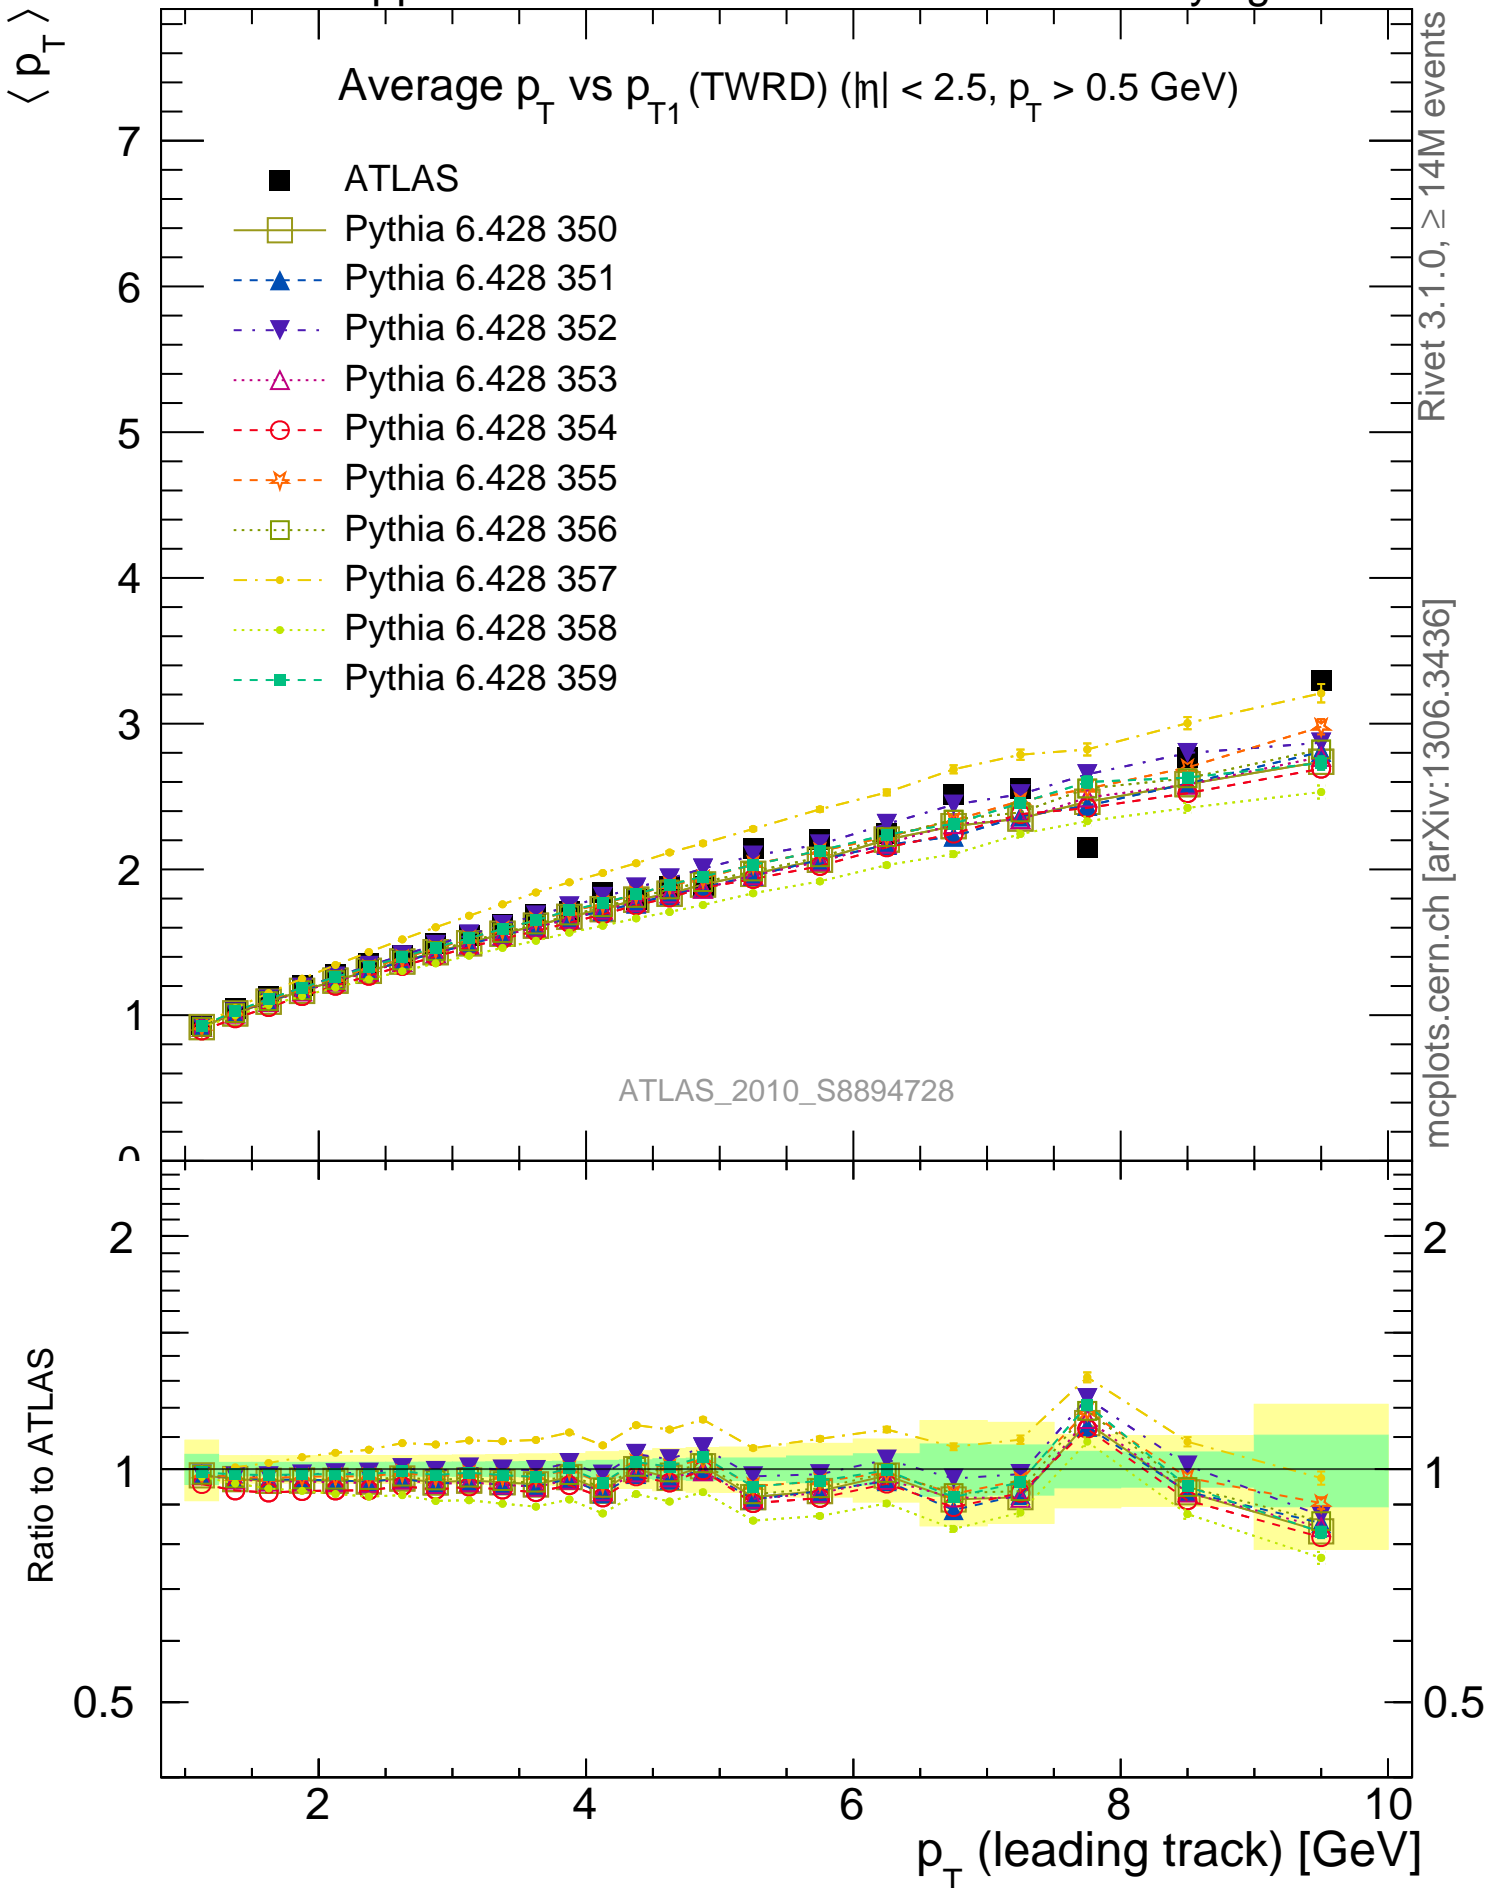 ⟨ p_T ⟩
Average p_T vs p_T1 (TWRD) (|η| < 2.5, p_T > 0.5 GeV)
ATLAS
Pythia 6.428 350
Pythia 6.428 351
Pythia 6.428 352
Pythia 6.428 353
Pythia 6.428 354
Pythia 6.428 355
Pythia 6.428 356
Pythia 6.428 357
Pythia 6.428 358
Pythia 6.428 359
7
6
5
4
3
2
1
0
ATLAS_2010_S8894728
Rivet 3.1.0, ≥ 14M events
mcplots.cern.ch [arXiv:1306.3436]
Ratio to ATLAS
2
1
0.5
2
1
0.5
2 4 6 8 10
p_T (leading track) [GeV]